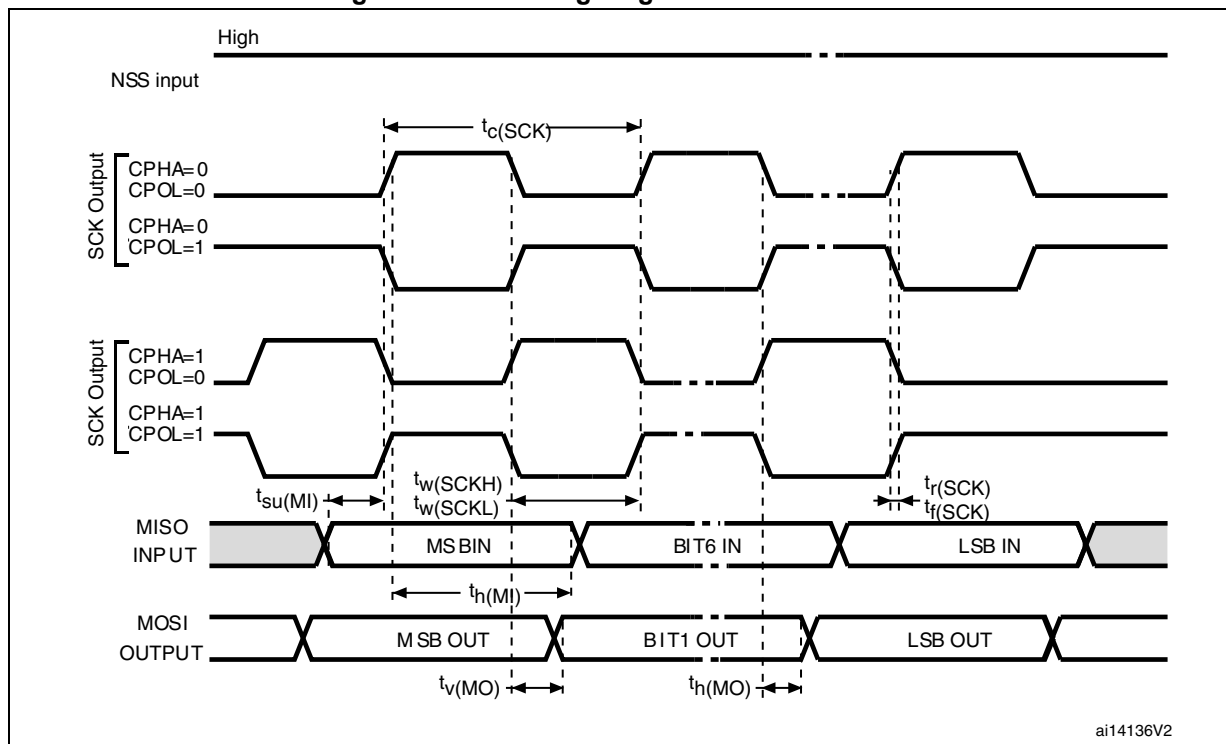 High
NSS input
tc(SCK)
SCK Output
CPHA=0
CPOL=0
CPHA=0
CPOL=1
SCK Output
CPHA=1
CPOL=0
CPHA=1
CPOL=1
tsu(MI)
tw(SCKH)
tw(SCKL)
tr(SCK)
tf(SCK)
MISO
INPUT
MSBIN
BIT6 IN
LSB IN
th(MI)
MOSI
OUTPUT
MSB OUT
BIT1 OUT
LSB OUT
tv(MO)
th(MO)
ai14136V2